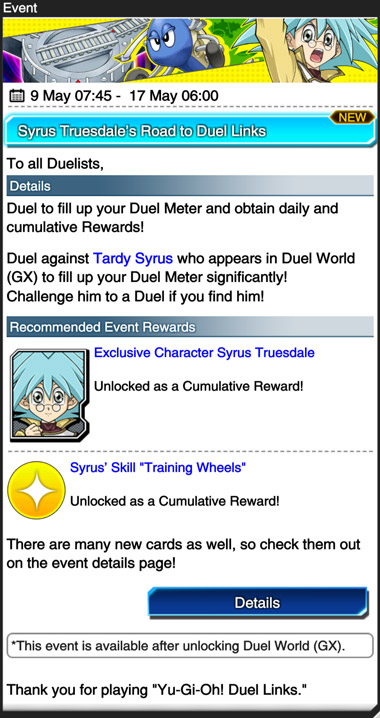 Event
9 May 07:45 - 17 May 06:00
NEW
Syrus Truesdale's Road to Duel Links
To all Duelists,
Details
Duel to fill up your Duel Meter and obtain daily and
cumulative Rewards!
Duel against Tardy Syrus who appears in Duel World
(GX) to fill up your Duel Meter significantly!
Challenge him to a Duel if you find him!
Recommended Event Rewards
Exclusive Character Syrus Truesdale
Unlocked as a Cumulative Reward!
Syrus' Skill "Training Wheels"
Unlocked as a Cumulative Reward!
There are many new cards as well, so check them out
on the event details page!
Details
*This event is available after unlocking Duel World (GX).
Thank you for playing "Yu-Gi-Oh! Duel Links."